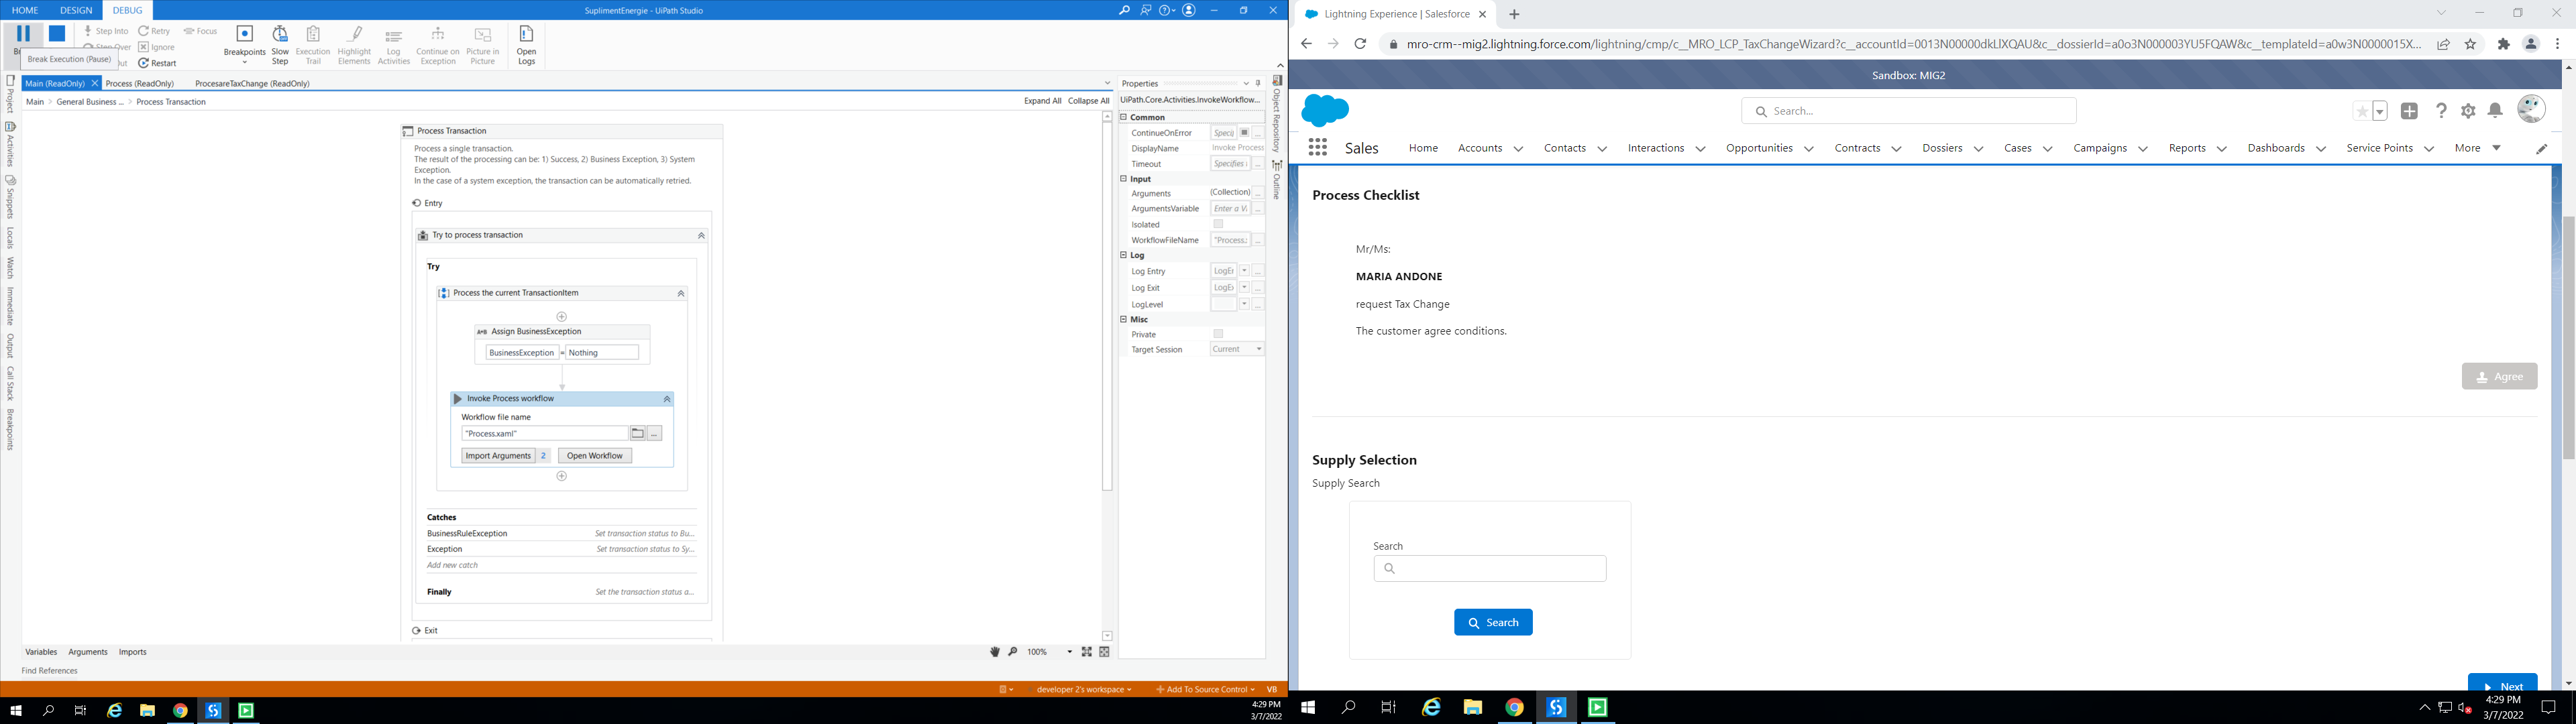 HOME DESIGN DEBUG
SuplimentEnergie - UiPath Studio
Step Into Retry Focus
Step Over Ignore
Restart
Break Execution (Pause)
Breakpoints
Slow Step
Execution Trail
Highlight Elements
Log Activities
Continue on Exception
Picture in Picture
Open Logs
Main (ReadOnly) Process (ReadOnly) ProcesareTaxChange (ReadOnly)
Main > General Business ... > Process Transaction
Expand All Collapse All
Project
Activities
Snippets
Locals
Watch
Immediate
Output
Call Stack
Breakpoints
Process Transaction
Process a single transaction.
The result of the processing can be: 1) Success, 2) Business Exception, 3) System
Exception.
In the case of a system exception, the transaction can be automatically retried.
Entry
Try to process transaction
Try
Process the current TransactionItem
A+B Assign BusinessException
BusinessException = Nothing
Invoke Process workflow
Workflow file name
"Process.xaml" ...
Import Arguments 2 Open Workflow
Catches
BusinessRuleException Set transaction status to Bu...
Exception Set transaction status to Sy...
Add new catch
Finally Set the transaction status a...
Exit
Variables Arguments Imports
100%
Find References
developer 2's workspace
Add To Source Control
VB
Properties
UiPath.Core.Activities.InvokeWorkflow...
Common
ContinueOnError
DisplayName Invoke Process
Timeout Specifies
Input
Arguments (Collection) ...
ArgumentsVariable Enter a V
Isolated
WorkflowFileName "Process.
Log
Log Entry LogEn
Log Exit LogEx
LogLevel
Misc
Private
Target Session Current
Object Repository
Outline
4:29 PM
3/7/2022
Lightning Experience | Salesforce
mro-crm--mig2.lightning.force.com/lightning/cmp/c__MRO_LCP_TaxChangeWizard?c__accountId=0013N00000dkLlXQAU&c__dossierId=a0o3N000003YU5FQAW&c__templateId=a0w3N0000015X...
Sandbox: MIG2
Search...
Sales
Home Accounts Contacts Interactions Opportunities Contracts Dossiers Cases Campaigns Reports Dashboards Service Points More
Process Checklist
Mr/Ms:
MARIA ANDONE
request Tax Change
The customer agree conditions.
Agree
Supply Selection
Supply Search
Search
Search
Next
4:29 PM
3/7/2022